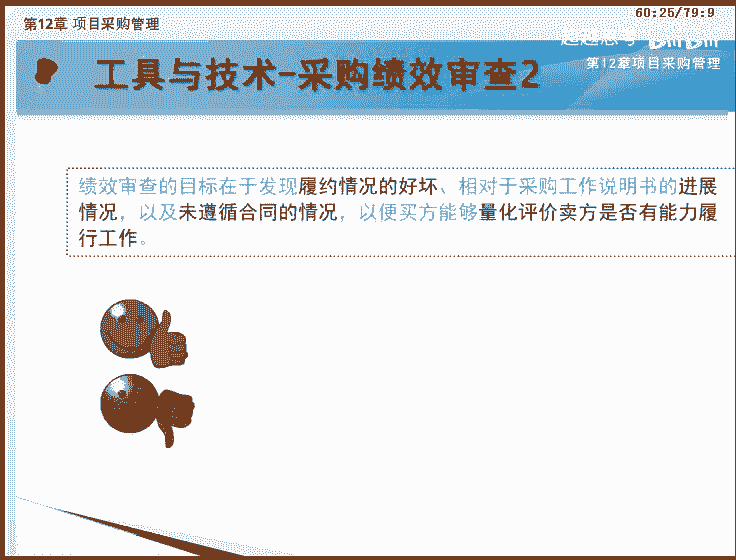 60:25/79:9
第12章 项目采购管理
第12章项目采购管理
工具与技术-采购绩效审查2
绩效审查的目标在于发现履约情况的好坏、相对于采购工作说明书的进展
情况，以及未遵循合同的情况，以便买方能够量化评价卖方是否有能力履
行工作。